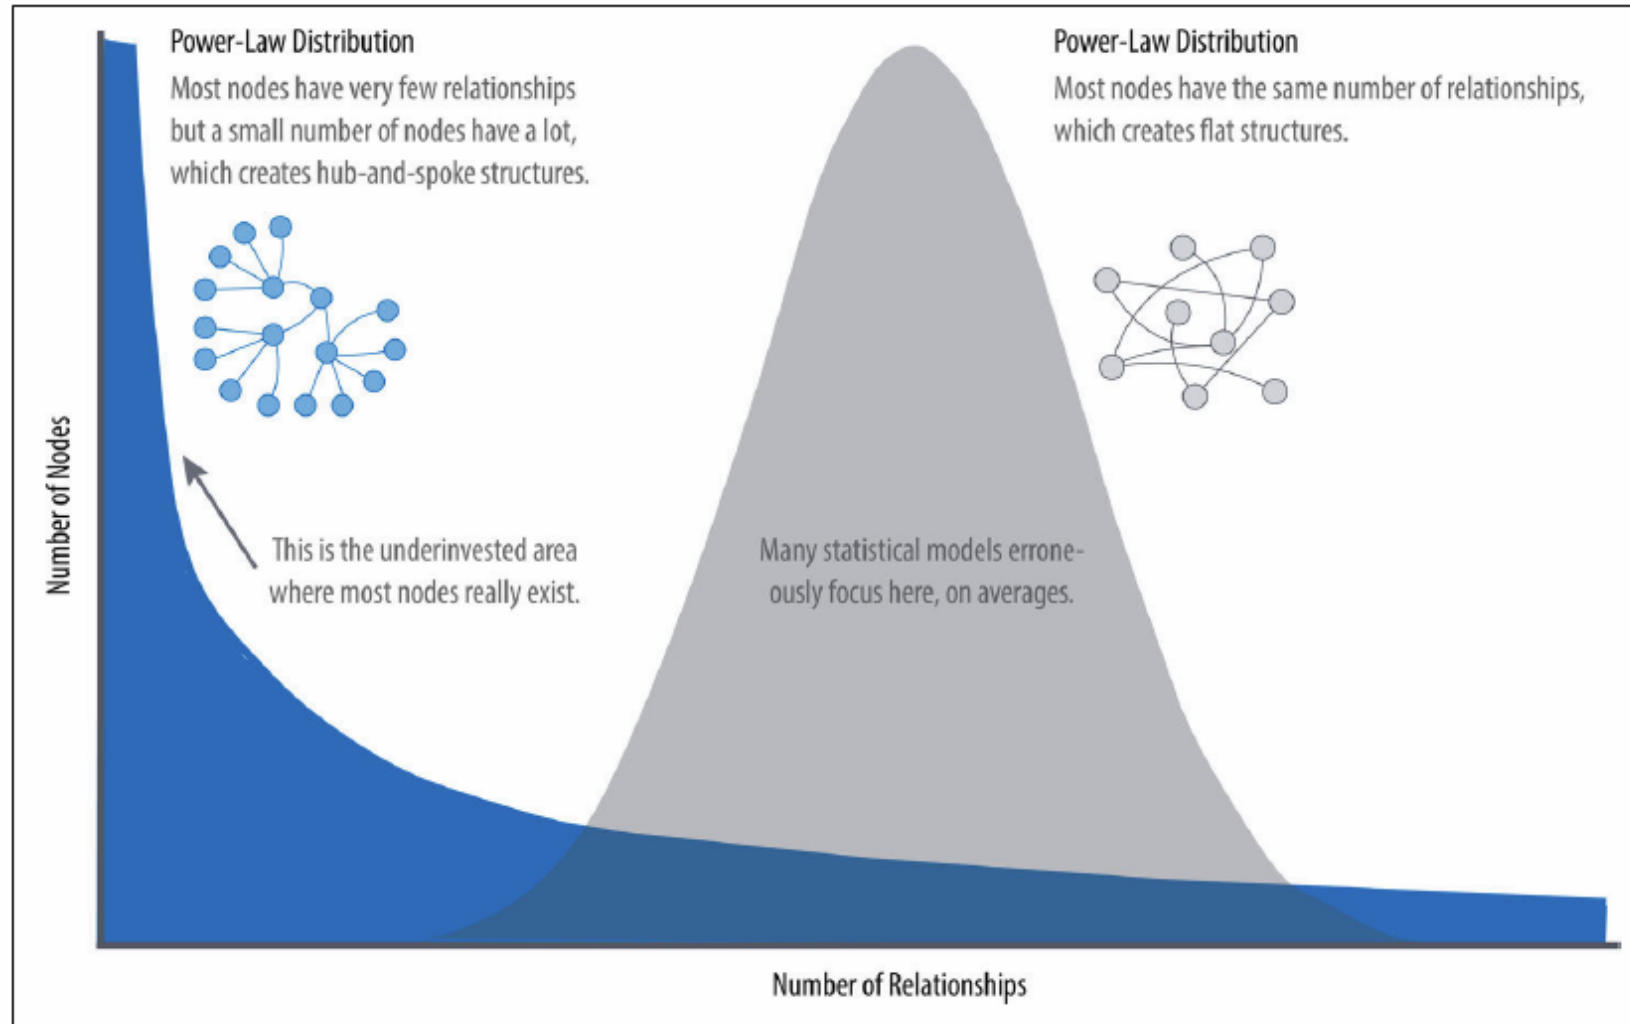 Power-Law Distribution
Most nodes have very few relationships
but a small number of nodes have a lot,
which creates hub-and-spoke structures.
Power-Law Distribution
Most nodes have the same number of relationships,
which creates flat structures.
This is the underinvested area
where most nodes really exist.
Many statistical models errone-
ously focus here, on averages.
Number of Nodes
Number of Relationships